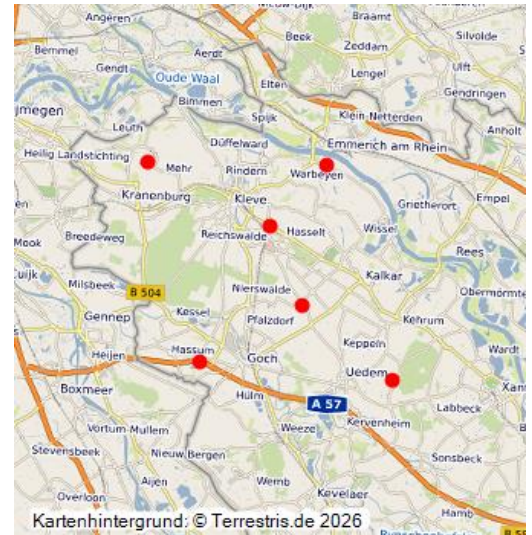 Angeren
Braamt
Beek
Silvolde
Bemmel
Aerdt
Zeddam
Gendt
Ulft
Oude Waal
Elten
Lengel
Gendringen
Bimmen
Leuth
Spijk
Klein-Netterden
Anholt
Düffelward
Emmerich am Rhein
Heilig Landstichting
Mehr
Rindern
Warbeyen
Kranenburg
Kleve
Grietherort
Empel
Breedeweg
Reichswalde
Hasselt
Wissel
Mook
Rees
Cuijk
Milsbeek
B 504
Nierswalde
Kalkar
Obermörmter
Gennep
Kessel
Pfalzdorf
Kehrum
Heijen
Hassum
Goch
Keppeln
Wardt
Boxmeer
Uedem
Hülm
A 57
Labbeck
Vortum-Mullem
Weeze
Kervenheim
Stevensbeek
Nieuw Bergen
Sonsbeck
Aijen
Wemb
Overloon
Kevelaer
Hamb
Kartenhintergrund: © Terrestris.de 2026